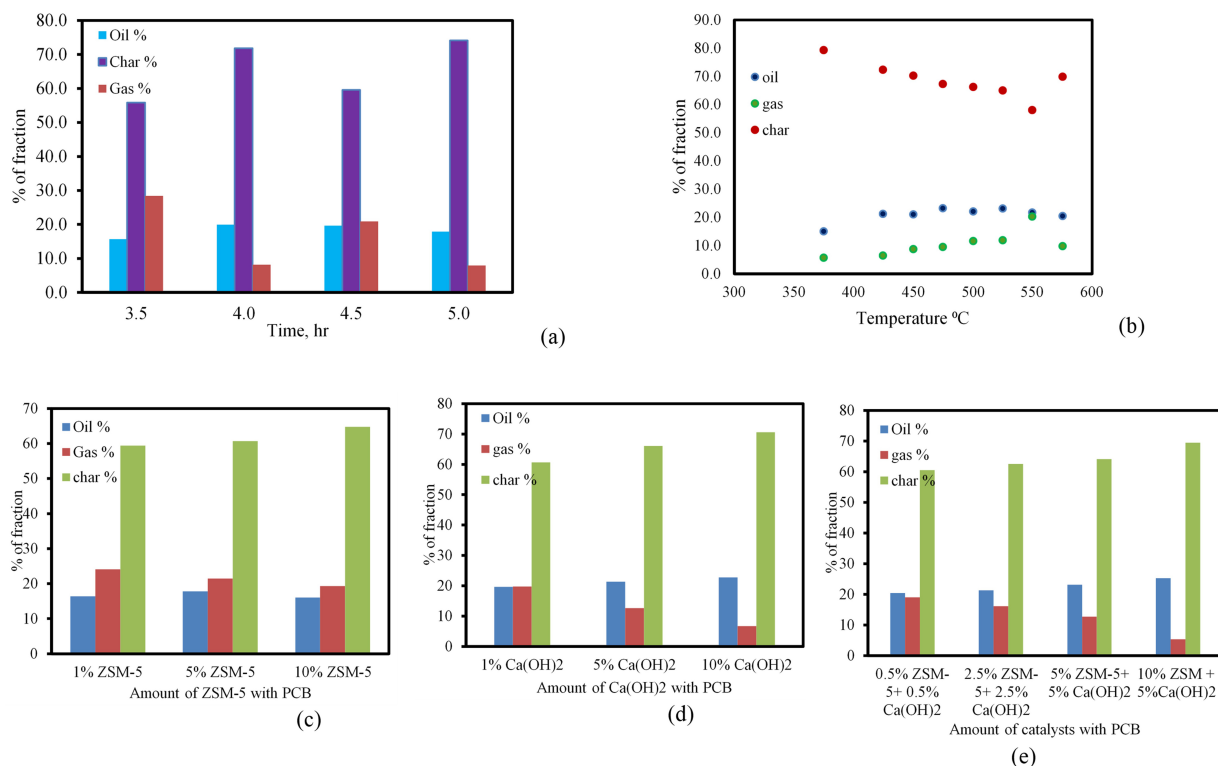 80.0
70.0
60.0
50.0
40.0
30.0
20.0
10.0
0.0
% of fraction
Oil %
Char %
Gas %
3.5 4.0 4.5 5.0
Time, hr
(a)
90.0
80.0
70.0
60.0
50.0
40.0
30.0
20.0
10.0
0.0
% of fraction
oil
gas
char
300 350 400 450 500 550 600
Temperature ⁰C
(b)
70
60
50
40
30
20
10
0
% of fraction
Oil %
Gas %
char %
1% ZSM-5 5% ZSM-5 10% ZSM-5
Amount of ZSM-5 with PCB
(c)
80
70
60
50
40
30
20
10
0
% of fraction
Oil %
gas %
char %
1% Ca(OH)2 5% Ca(OH)2 10% Ca(OH)2
Amount of Ca(OH)2 with PCB
(d)
80
70
60
50
40
30
20
10
0
% of fraction
Oil %
gas %
char %
0.5% ZSM- 2.5% ZSM- 5% ZSM-5+ 10% ZSM +
5+ 0.5% 5+ 2.5% 5% Ca(OH)2 5%Ca(OH)2
Ca(OH)2 Ca(OH)2
Amount of catalysts with PCB
(e)